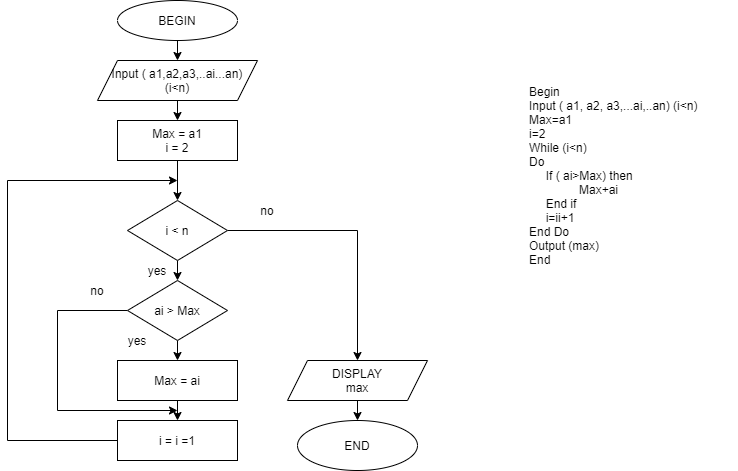 BEGIN
Input ( a1,a2,a3,..ai...an)
(i<n)
Max = a1
i = 2
i < n
no
yes
ai > Max
no
yes
Max = ai
i = i =1
DISPLAY
max
END
Begin
Input ( a1, a2, a3,...ai,..an) (i<n)
Max=a1
i=2
While (i<n)
Do
If ( ai>Max) then
Max+ai
End if
i=ii+1
End Do
Output (max)
End